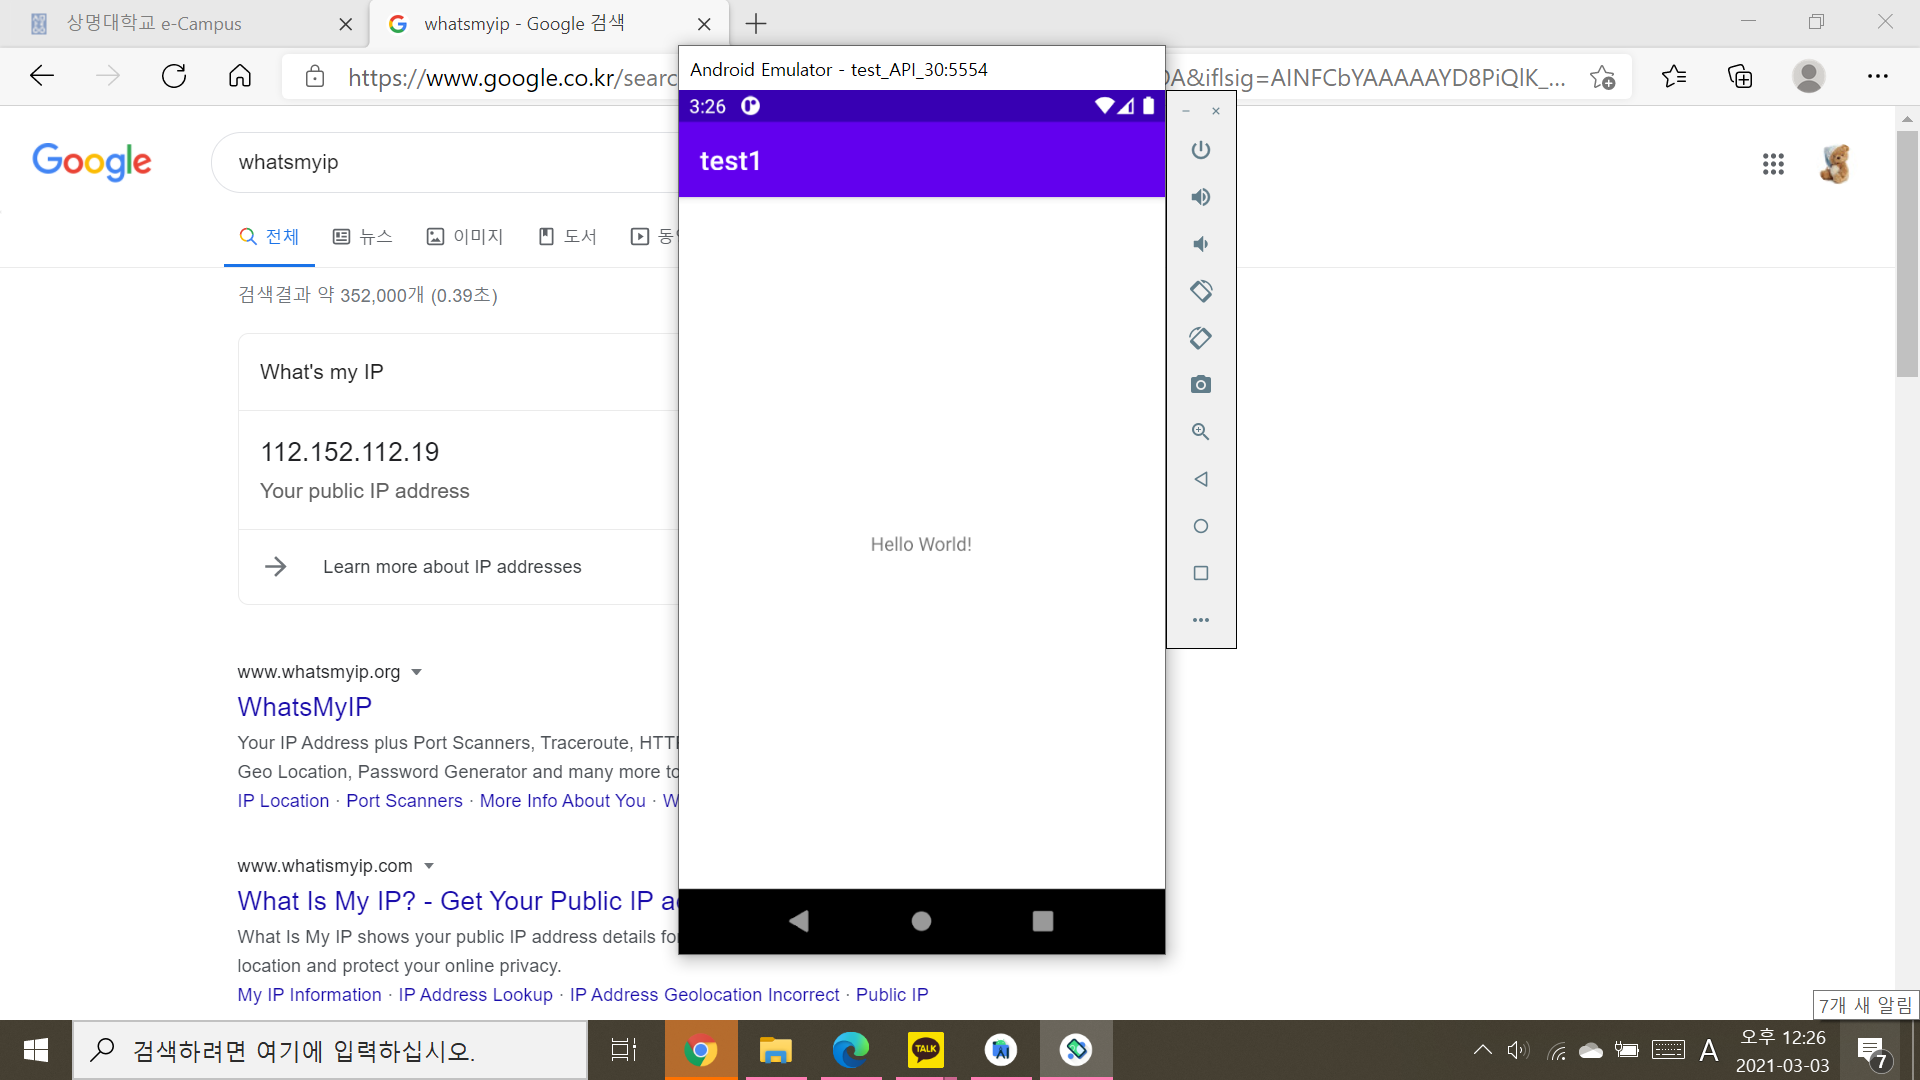 상명대학교 e-Campus
whatsmyip - Google 검색
https://www.google.co.kr/searc
A&iflsig=AINFCbYAAAAAYD8PiQlK_...
Android Emulator - test_API_30:5554
3:26
test1
Hello World!
Google
whatsmyip
전체
뉴스
이미지
도서
검색결과 약 352,000개 (0.39초)
What's my IP
112.152.112.19
Your public IP address
Learn more about IP addresses
www.whatsmyip.org
WhatsMyIP
Your IP Address plus Port Scanners, Traceroute, HTT
Geo Location, Password Generator and many more to
IP Location · Port Scanners · More Info About You · W
www.whatismyip.com
What Is My IP? - Get Your Public IP a
What Is My IP shows your public IP address details fo
location and protect your online privacy.
My IP Information · IP Address Lookup · IP Address Geolocation Incorrect · Public IP
7개 새 알림
검색하려면 여기에 입력하십시오.
TALK
A
오후 12:26
2021-03-03
7